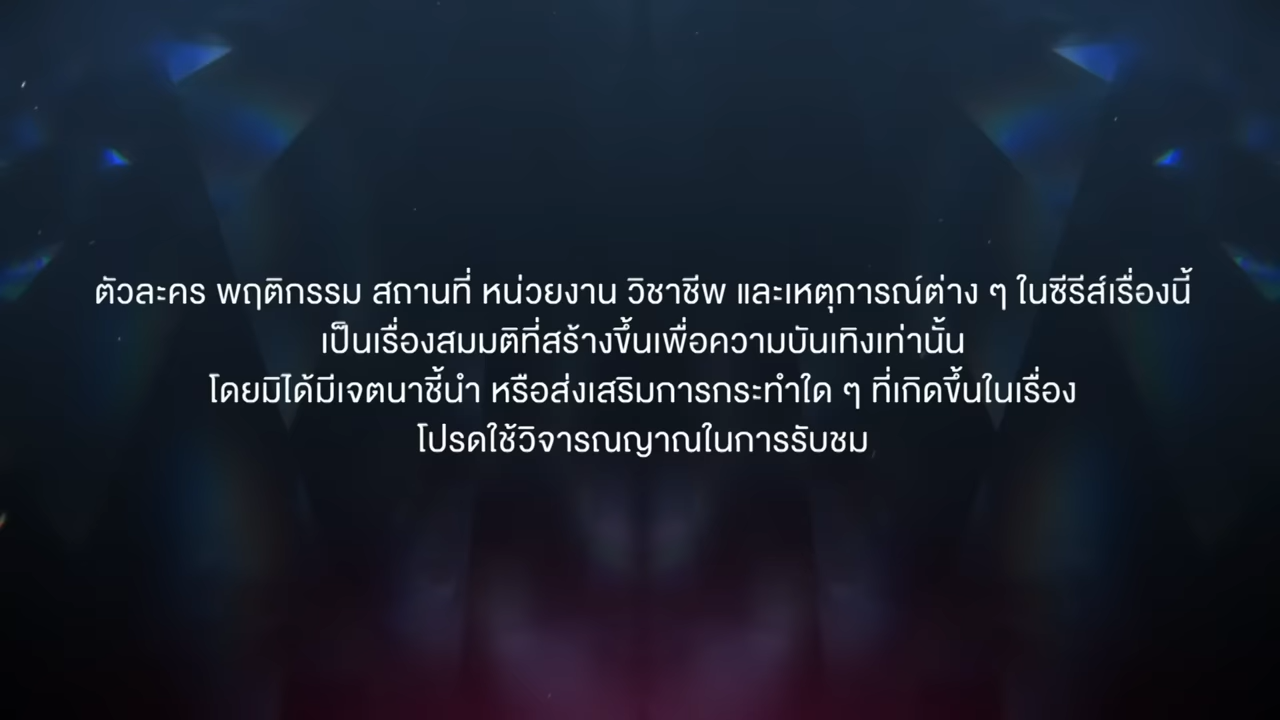 ตัวละคร พฤติกรรม สถานที่ หน่วยงาน วิชาชีพ และเหตุการณ์ต่าง ๆ ในซีรีส์เรื่องนี้
เป็นเรื่องสมมติที่สร้างขึ้นเพื่อความบันเทิงเท่านั้น
โดยมิได้มีเจตนาชี้นำ หรือส่งเสริมการกระทำใด ๆ ที่เกิดขึ้นในเรื่อง
โปรดใช้วิจารณญาณในการรับชม